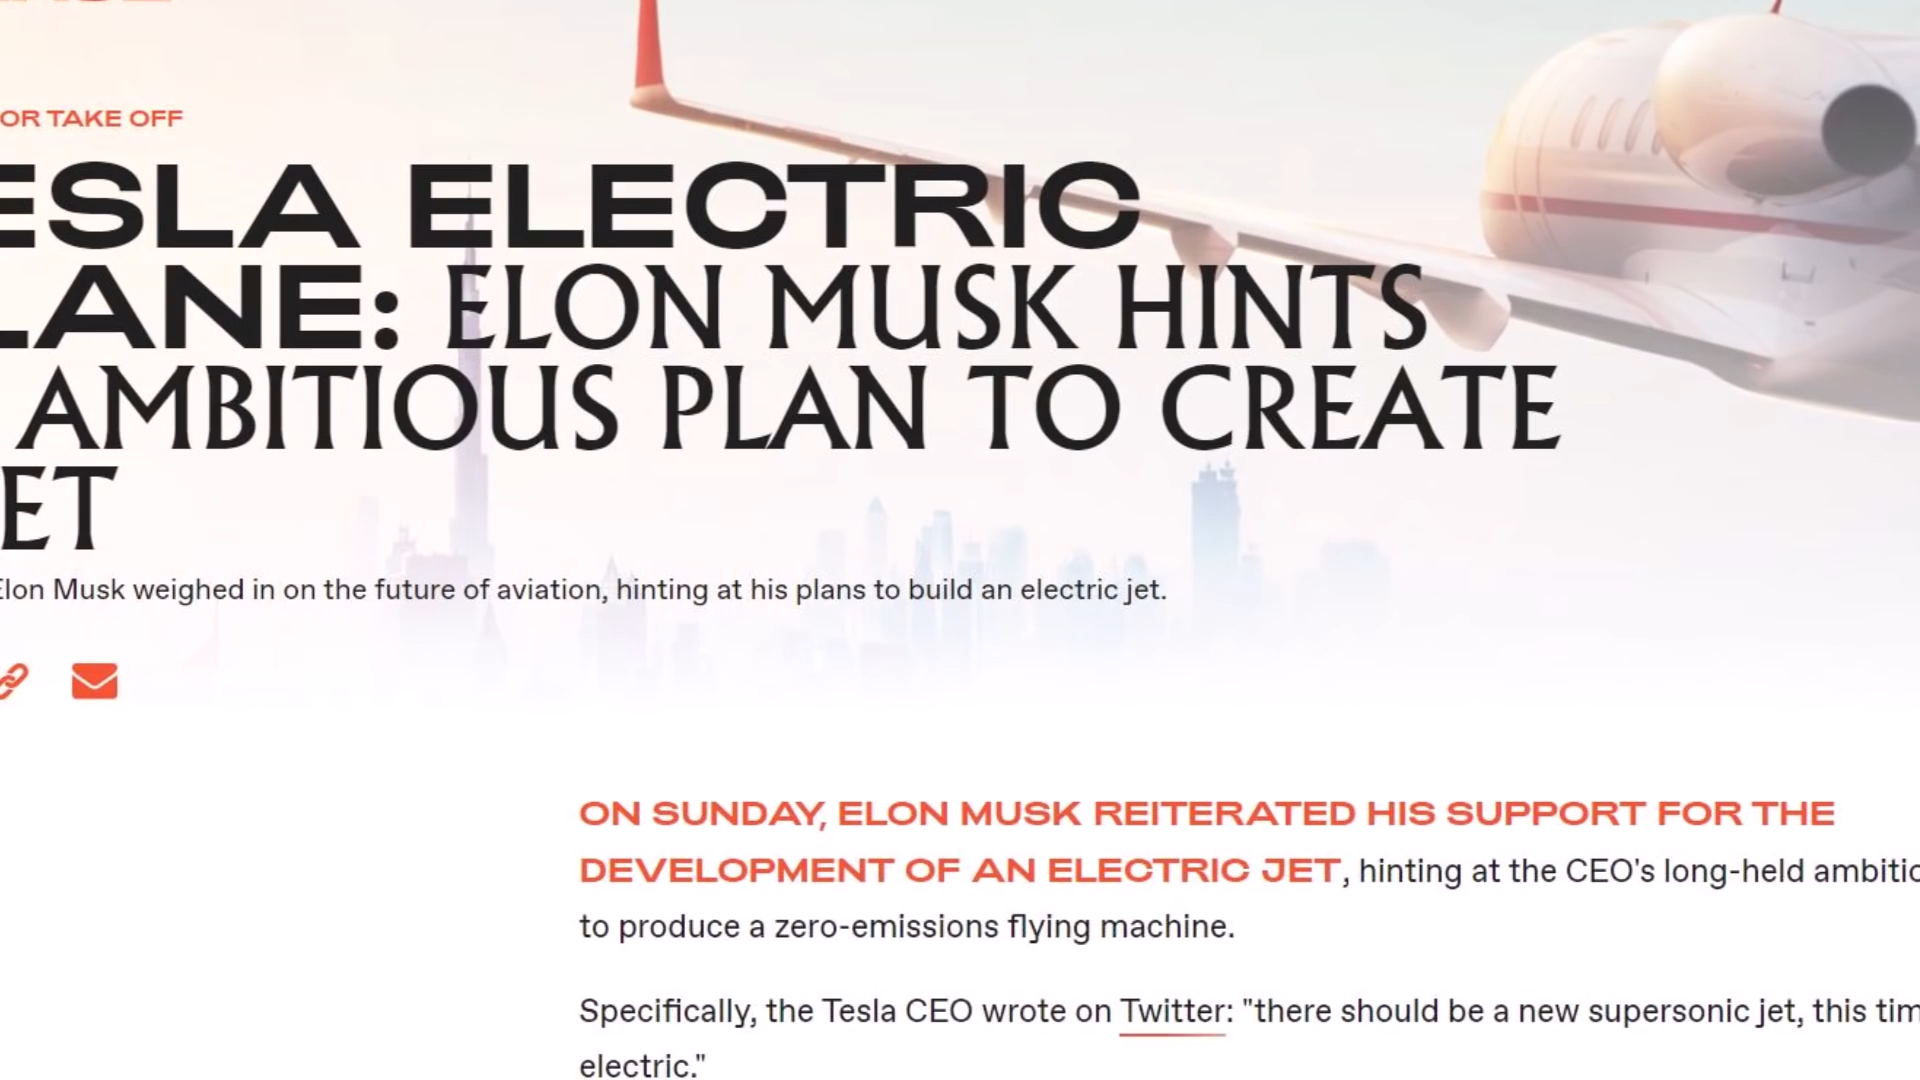 OR TAKE OFF
ESLA ELECTRIC
LANE: ELON MUSK HINTS
AMBITIOUS PLAN TO CREATE
ET
Elon Musk weighed in on the future of aviation, hinting at his plans to build an electric jet.
ON SUNDAY, ELON MUSK REITERATED HIS SUPPORT FOR THE
DEVELOPMENT OF AN ELECTRIC JET, hinting at the CEO's long-held ambitio
to produce a zero-emissions flying machine.
Specifically, the Tesla CEO wrote on Twitter: "there should be a new supersonic jet, this tim
electric."